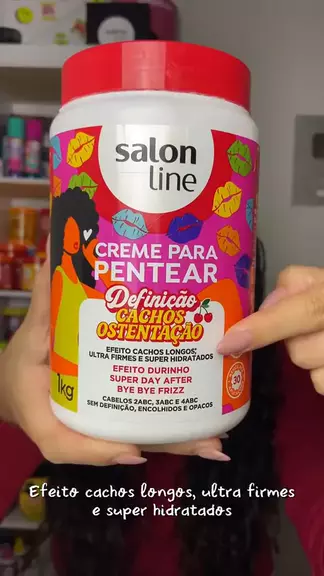 salon
line
CREME PARA
PENTEAR
Definição
CACHOS
OSTENTAÇÃO
EFEITO CACHOS LONGOS,
ULTRA FIRMES E SUPER HIDRATADOS
EFEITO DURINHO
SUPER DAY AFTER
BYE BYE FRIZZ
CABELOS 2ABC, 3ABC E 4ABC
SEM DEFINIÇÃO, ENCOLHIDOS E OPACOS
1kg
30
Efeito cachos longos, ultra firmes
e super hidratados